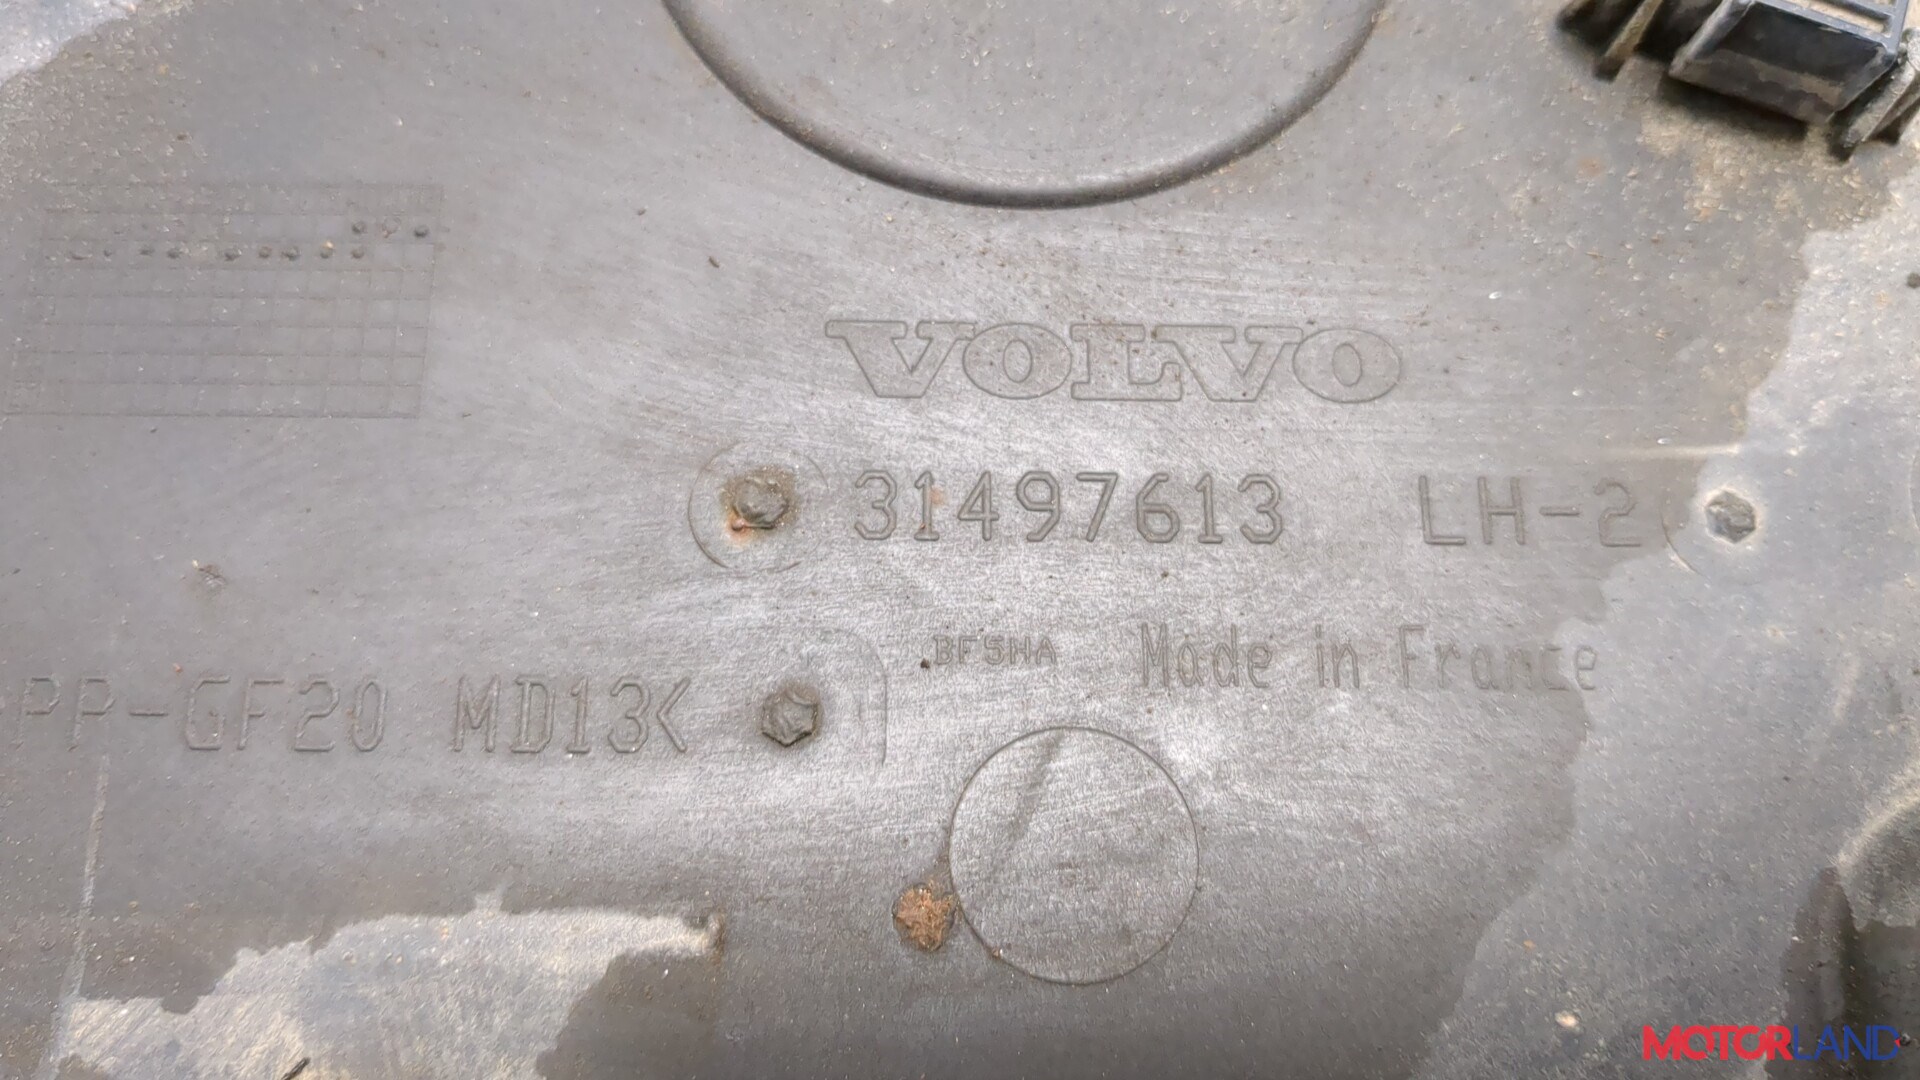 VOLVO
31497613 LH-2
BF5HA Made in France
PP-GF20 MD13<
MOTORLAND